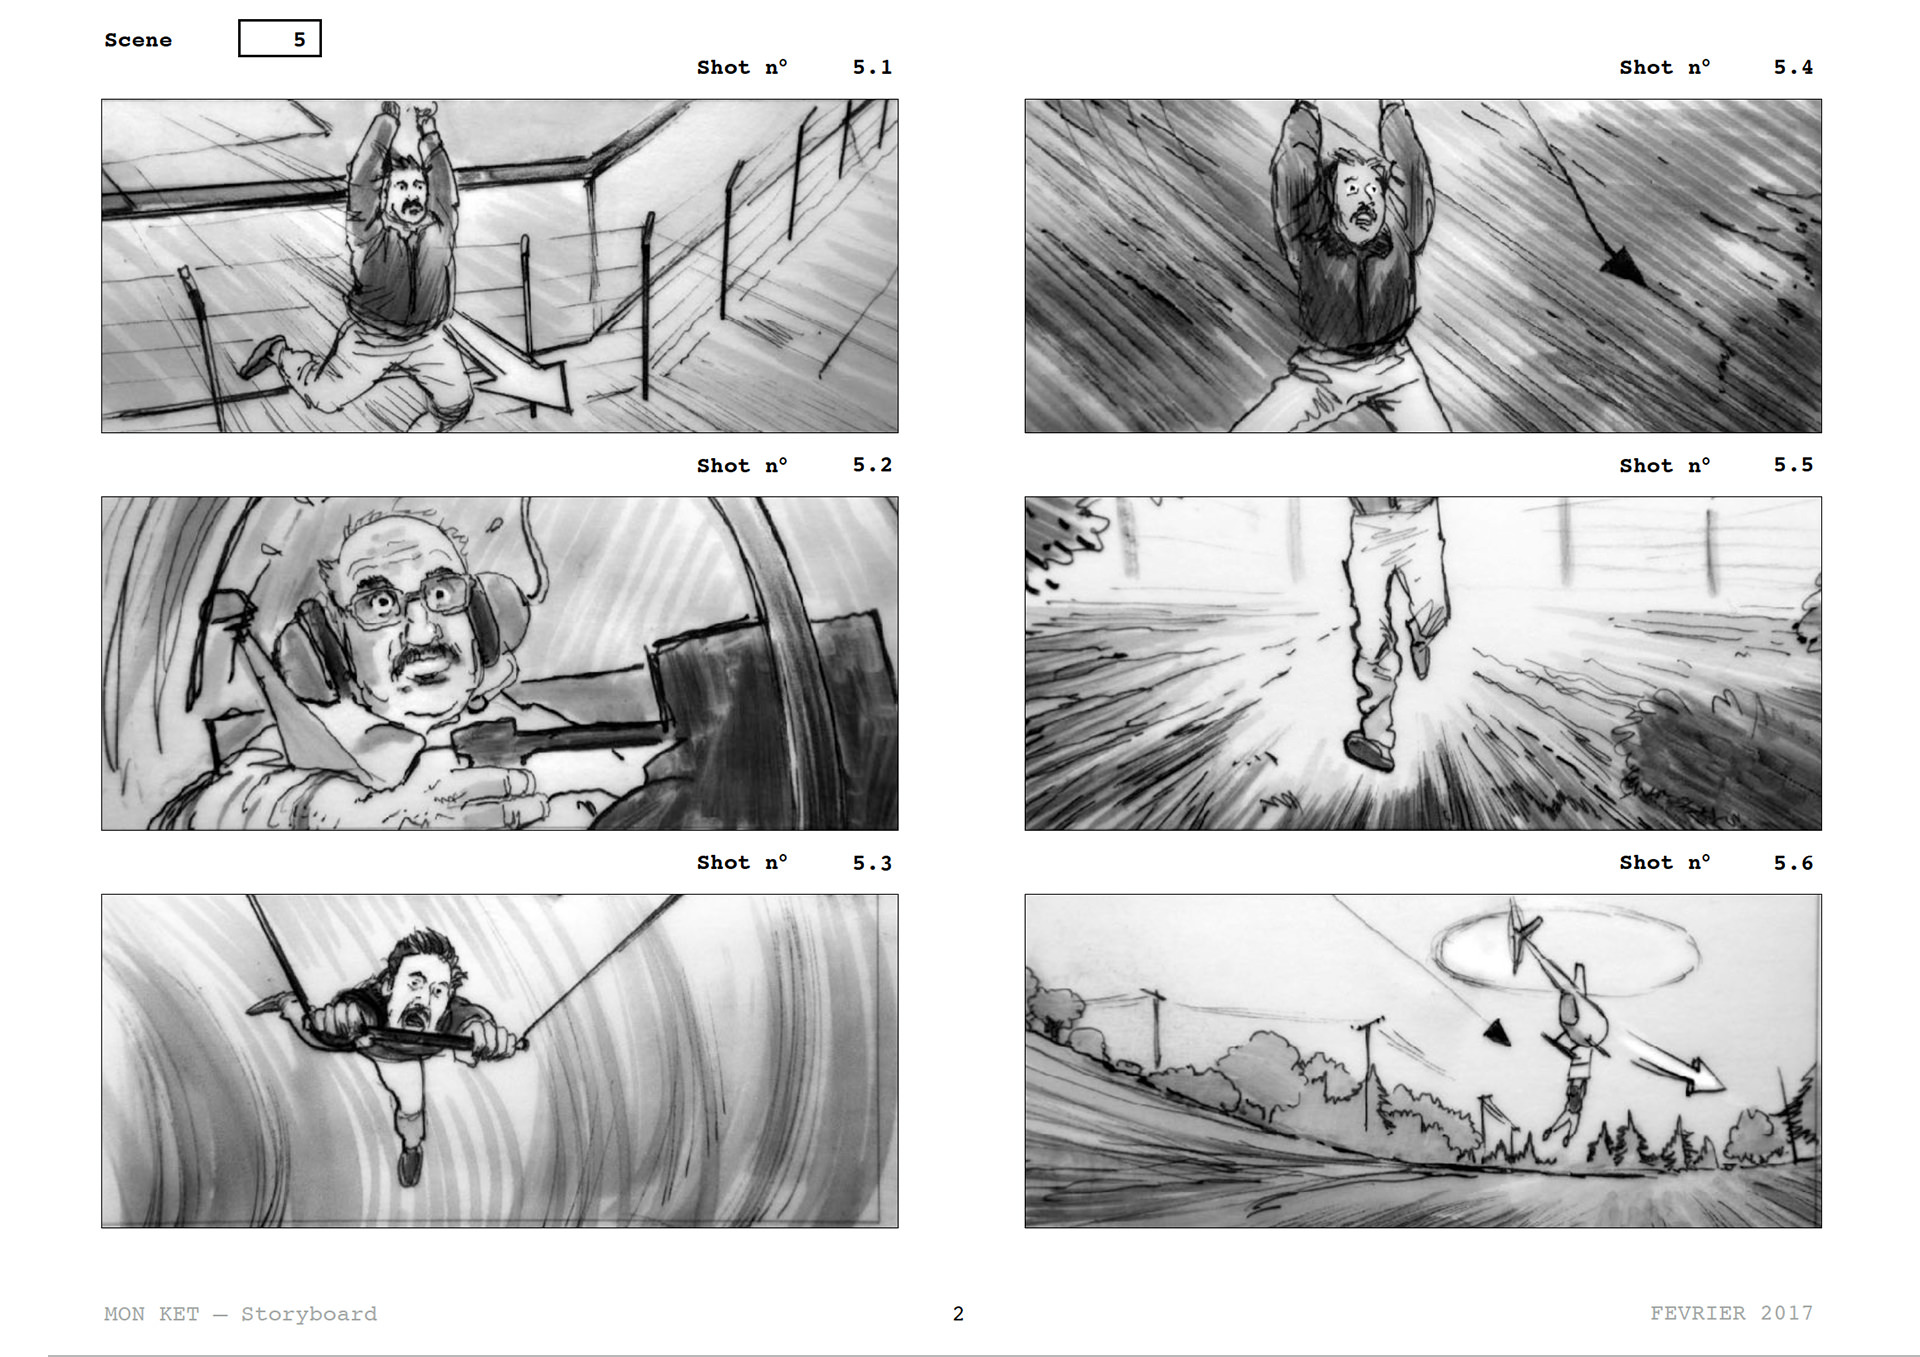 Scene 5
Shot n° 5.1
Shot n° 5.2
Shot n° 5.3
Shot n° 5.4
Shot n° 5.5
Shot n° 5.6
MON KET — Storyboard
2
FEVRIER 2017